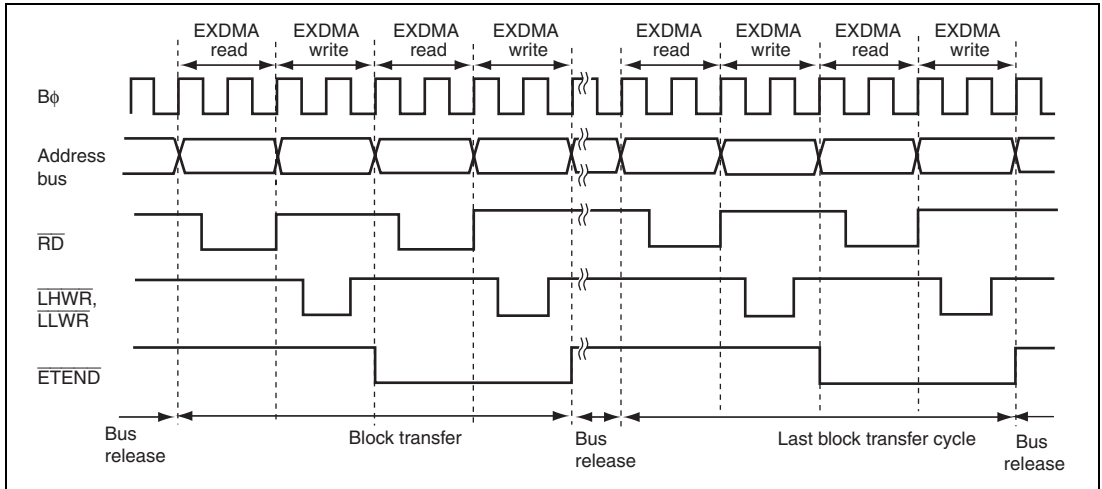 EXDMA read
EXDMA write
EXDMA read
EXDMA write
EXDMA read
EXDMA write
EXDMA read
EXDMA write
Bφ
Address bus
RD
LHWR,
LLWR
ETEND
Bus release
Block transfer
Bus release
Last block transfer cycle
Bus release